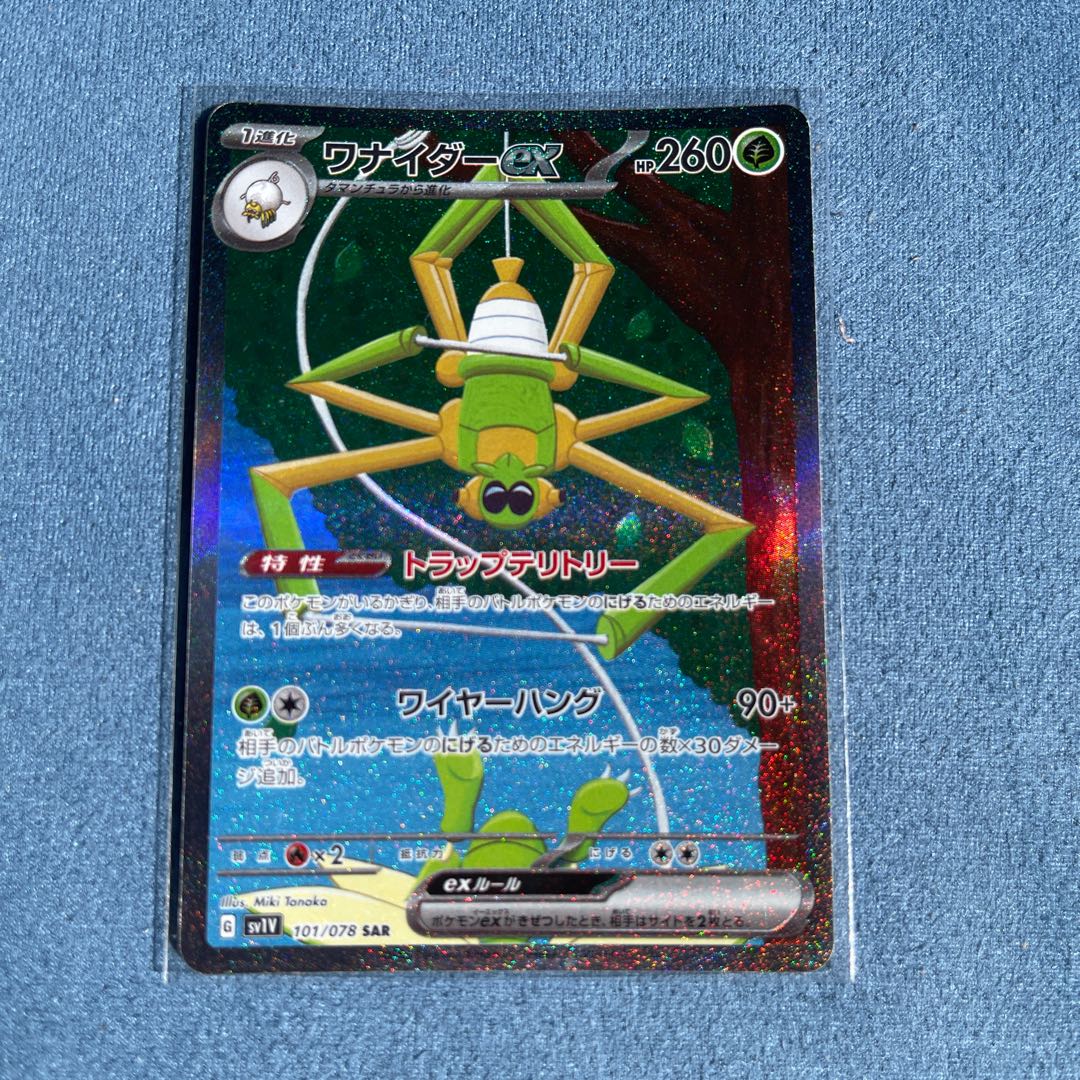 1進化
ワナイダーex
HP260
タマンチュラから進化
特性 トラップテリトリー
このポケモンがいるかぎり、相手のバトルポケモンのにげるためのエネルギー
は、1個ぶん多くなる。
ワイヤーハング 90+
相手のバトルポケモンのにげるためのエネルギーの数×30ダメー
ジ追加。
弱点 ×2 抵抗力 にげる
exルール
ポケモンexがきぜつしたとき、相手はサイドを2枚とる。
Illus. Miki Tanaka
G sv1V 101/078 SAR